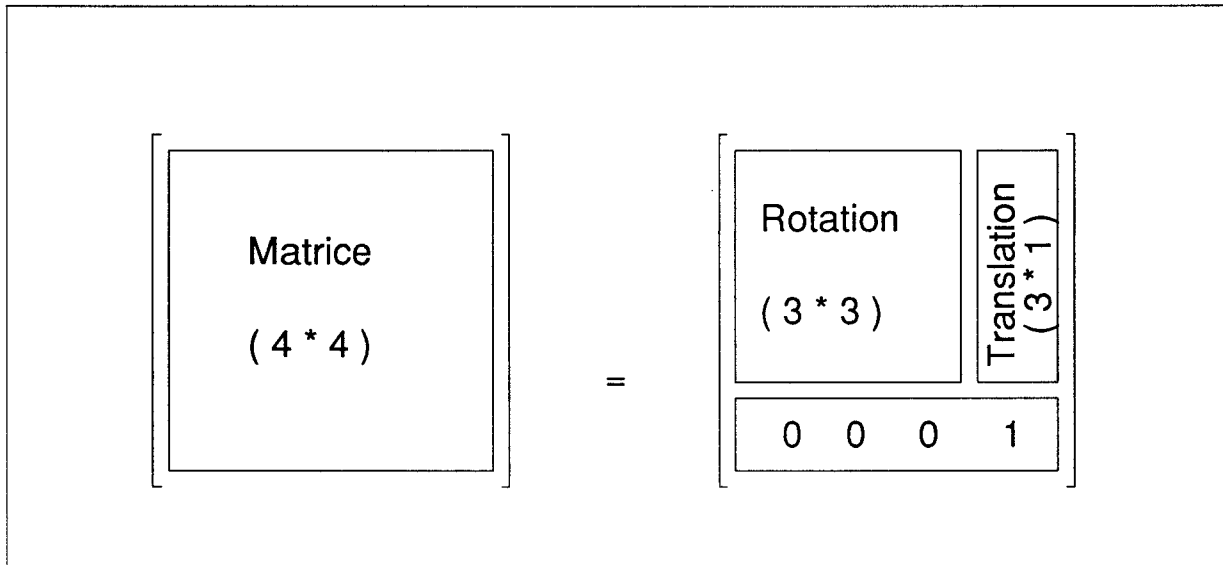 Matrice
( 4 * 4 )
=
Rotation
( 3 * 3 )
Translation
( 3 * 1 )
0 0 0 1